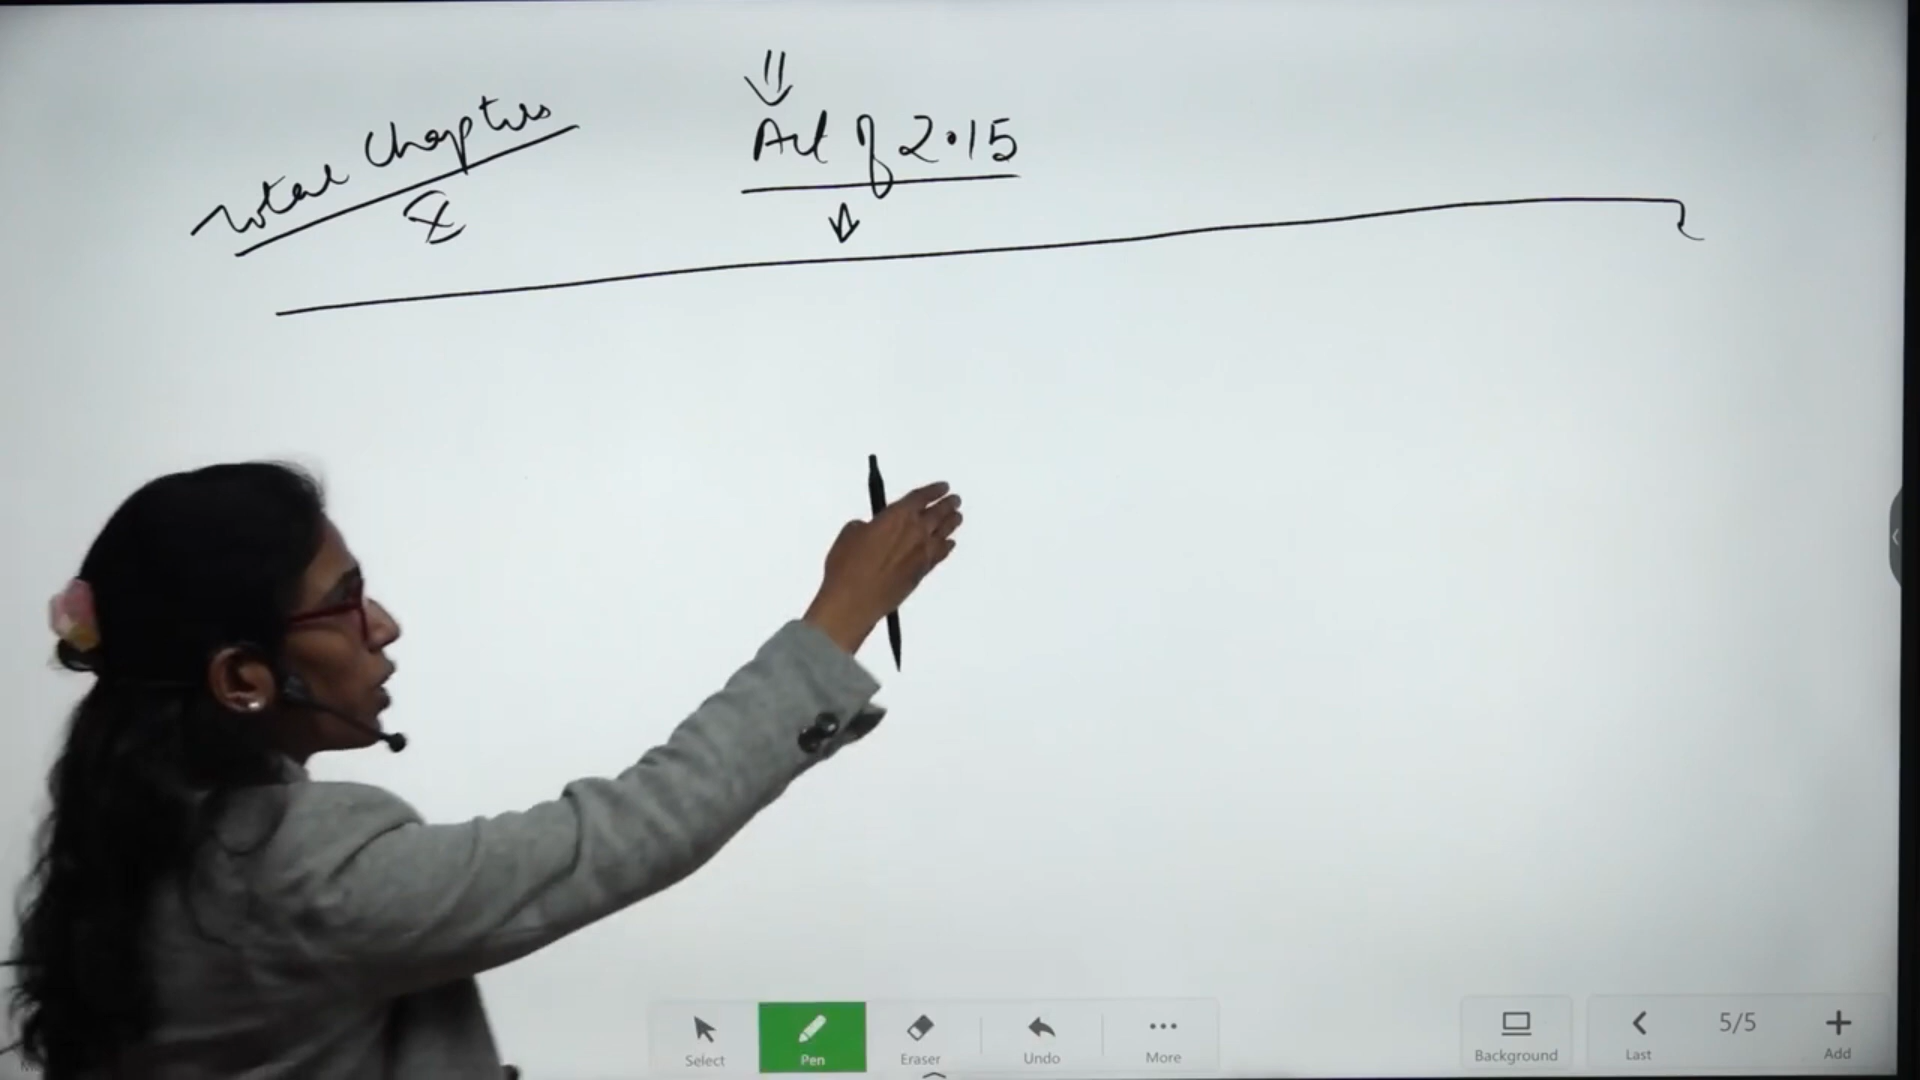 Total Chapters
X
Act of 2015
Select
Pen
Eraser
Undo
More
Background
Last
5/5
Add